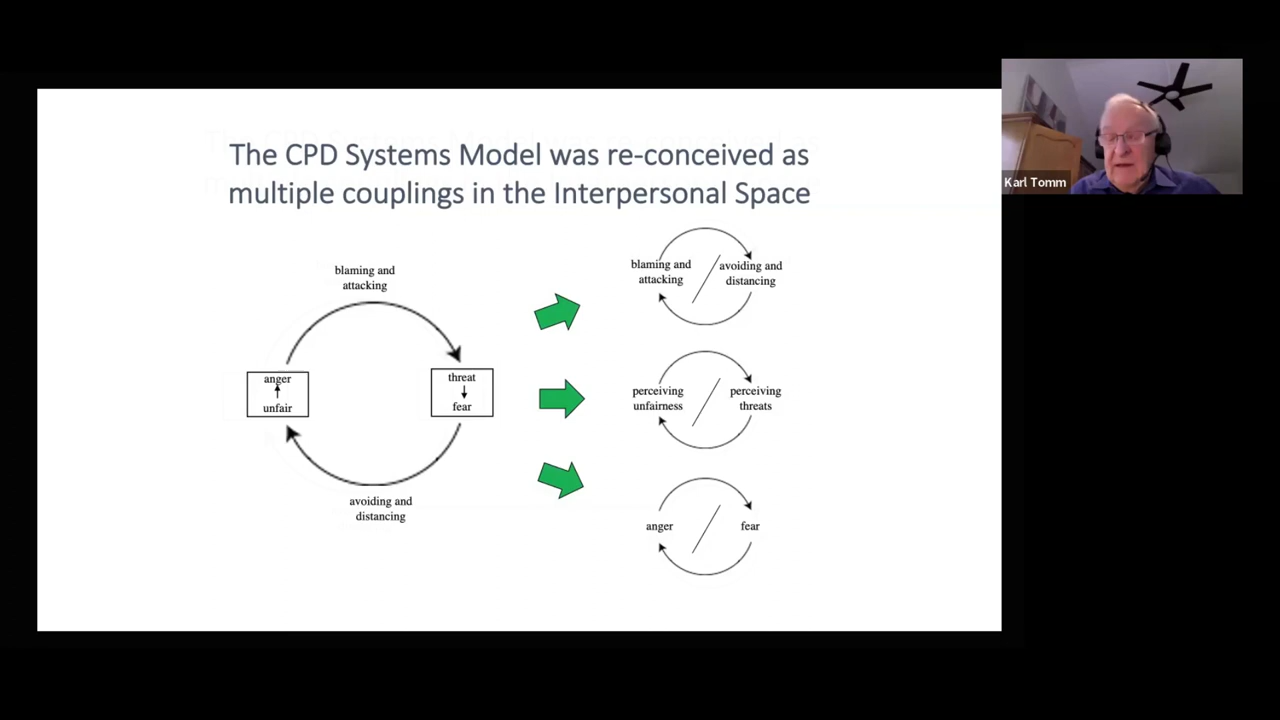 The CPD Systems Model was re-conceived as
multiple couplings in the Interpersonal Space
blaming and
attacking
anger
unfair
threat
fear
avoiding and
distancing
blaming and
attacking
avoiding and
distancing
perceiving
unfairness
perceiving
threats
anger
fear
Karl Tomm